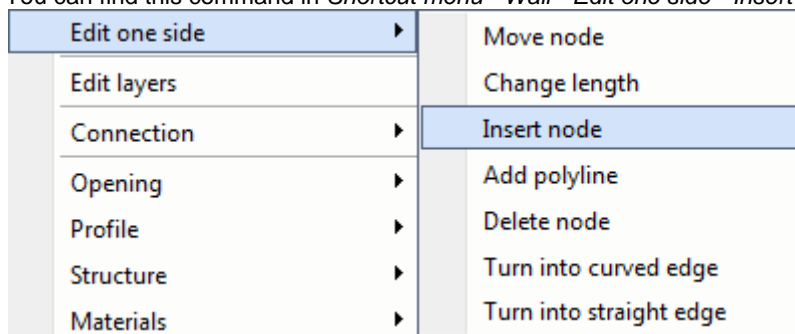 You can find this command in Shortcut menu - Wall - Edit one side - Insert
Edit one side
Edit layers
Connection
Opening
Profile
Structure
Materials
Move node
Change length
Insert node
Add polyline
Delete node
Turn into curved edge
Turn into straight edge